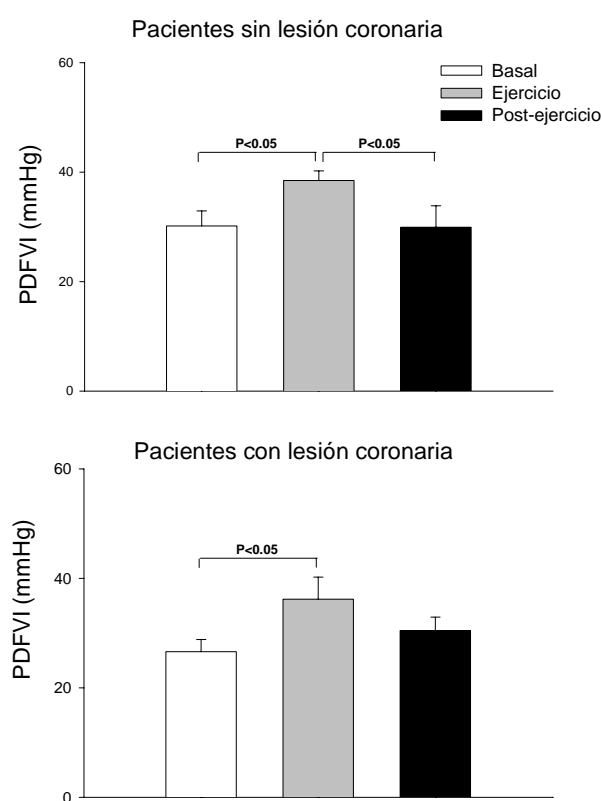 Pacientes sin lesión coronaria
60
40
20
0
PDFVI (mmHg)
Basal
Ejercicio
Post-ejercicio
P<0.05
P<0.05
Pacientes con lesión coronaria
60
40
20
0
PDFVI (mmHg)
P<0.05